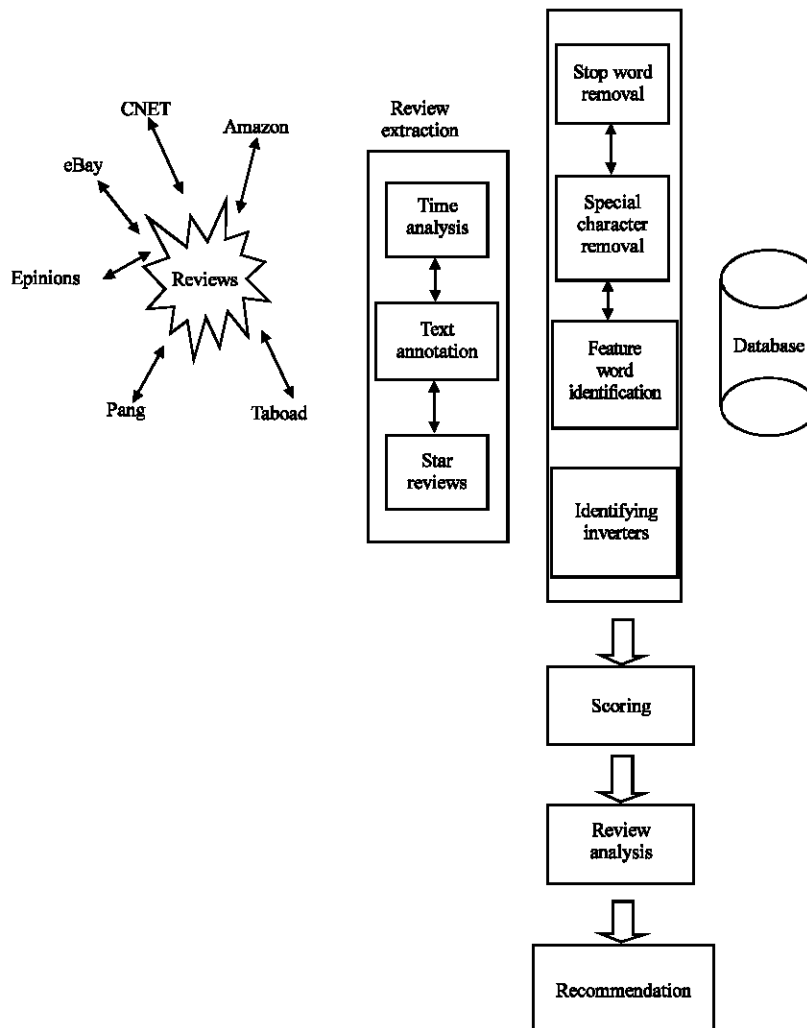 CNET
Amazon
eBay
Epinions
Reviews
Pang
Taboad
Review
extraction
Time
analysis
Text
annotation
Star
reviews
Stop word
removal
Special
character
removal
Feature
word
identification
Identifying
inverters
Database
Scoring
Review
analysis
Recommendation